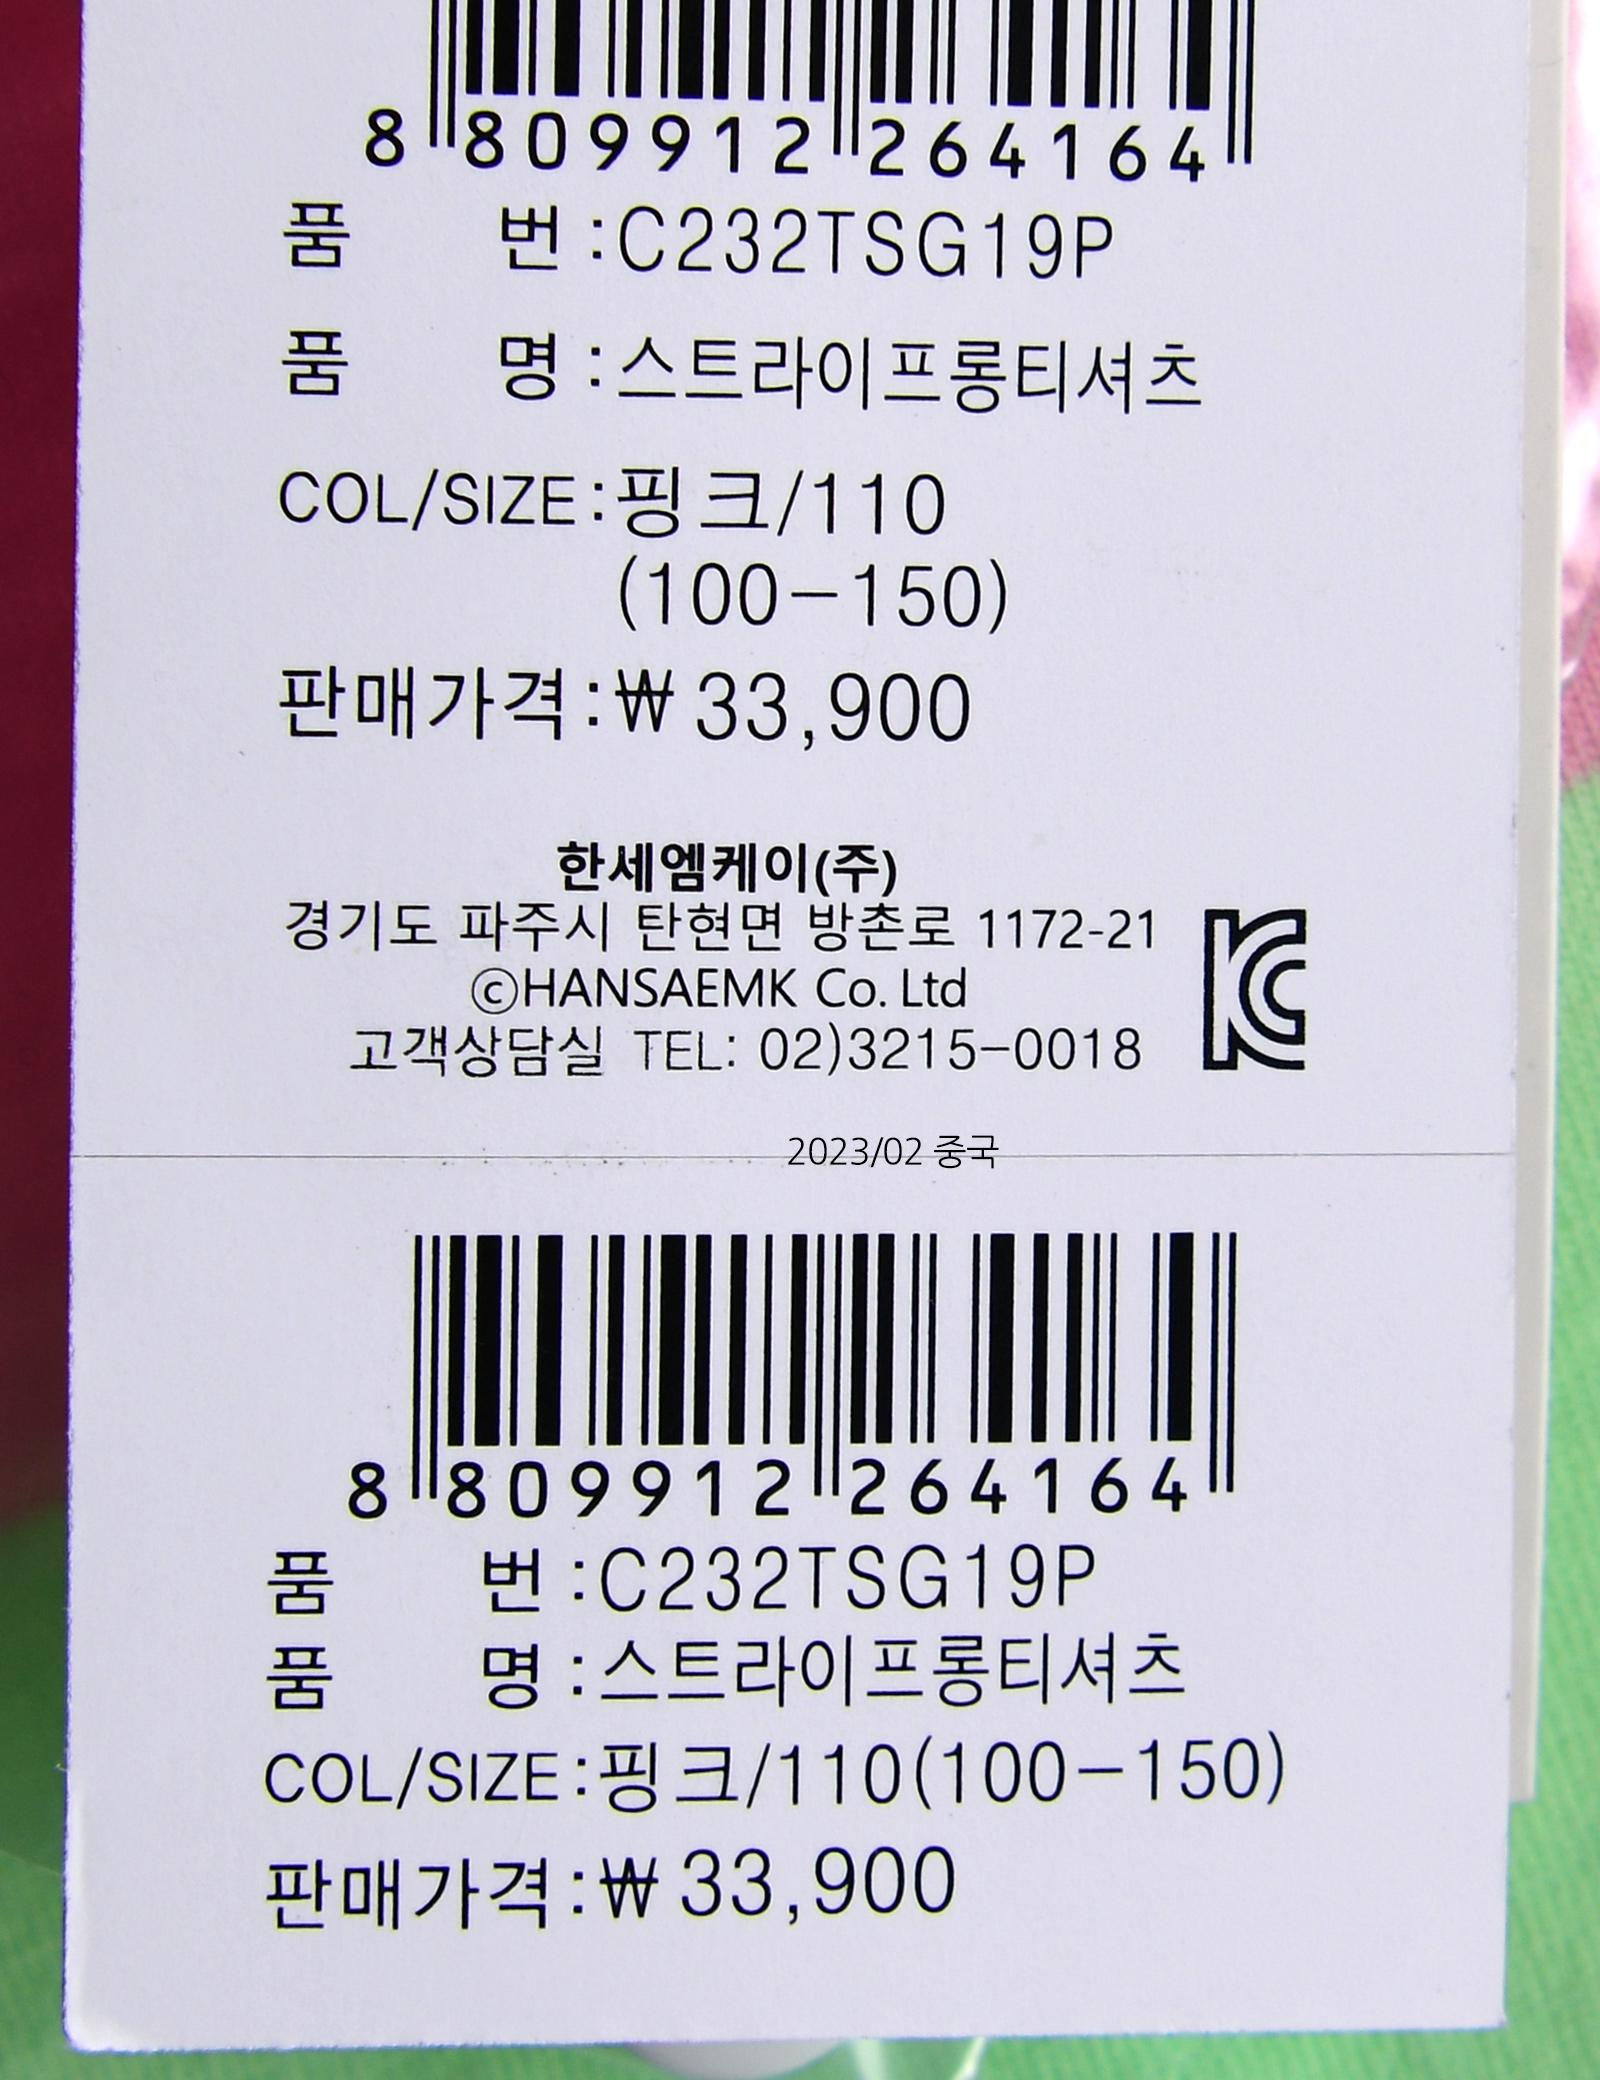 8 809912 264164
품 번 :C232TSG19P
품 명 :스트라이프롱티셔츠
COL/SIZE:핑크/110
(100-150)
판매가격:₩33,900
한세엠케이(주)
경기도 파주시 탄현면 방촌로 1172-21
ⓒHANSAEMK Co. Ltd
고객상담실 TEL: 02)3215-0018
KC
2023/02 중국
8 809912 264164
품 번 :C232TSG19P
품 명 :스트라이프롱티셔츠
COL/SIZE:핑크/110(100-150)
판매가격:₩33,900